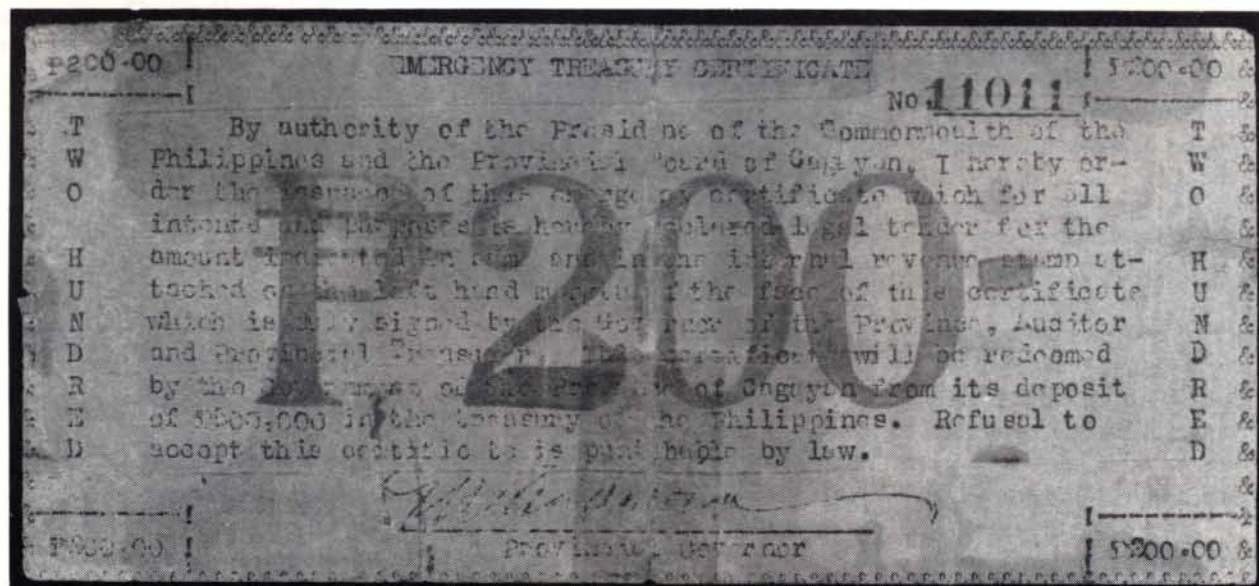 ₱200.00 ₱200.00
EMERGENCY TREASURY CERTIFICATE
No 11011
By authority of the President of the Commonwealth of the
Philippines and the Provincial Board of Cagayan, I hereby or-
der the issuance of this emergency certificate which for all
intents and purposes is hereby declared legal tender for the
amount indicated in sum and in the internal revenue stamp at-
tached on the left hand margin of the face of this certificate
which is duly signed by the Governor of the Province, Auditor
and Provincial Treasurer. This certificate will be redeemed
by the Government of the Province of Cagayan from its deposit
of ₱500,000 in the treasury of the Philippines. Refusal to
accept this certificate is punishable by law.
TWO HUNDRED
TWO HUNDRED
P200-
Provincial Governor
₱200.00 ₱200.00